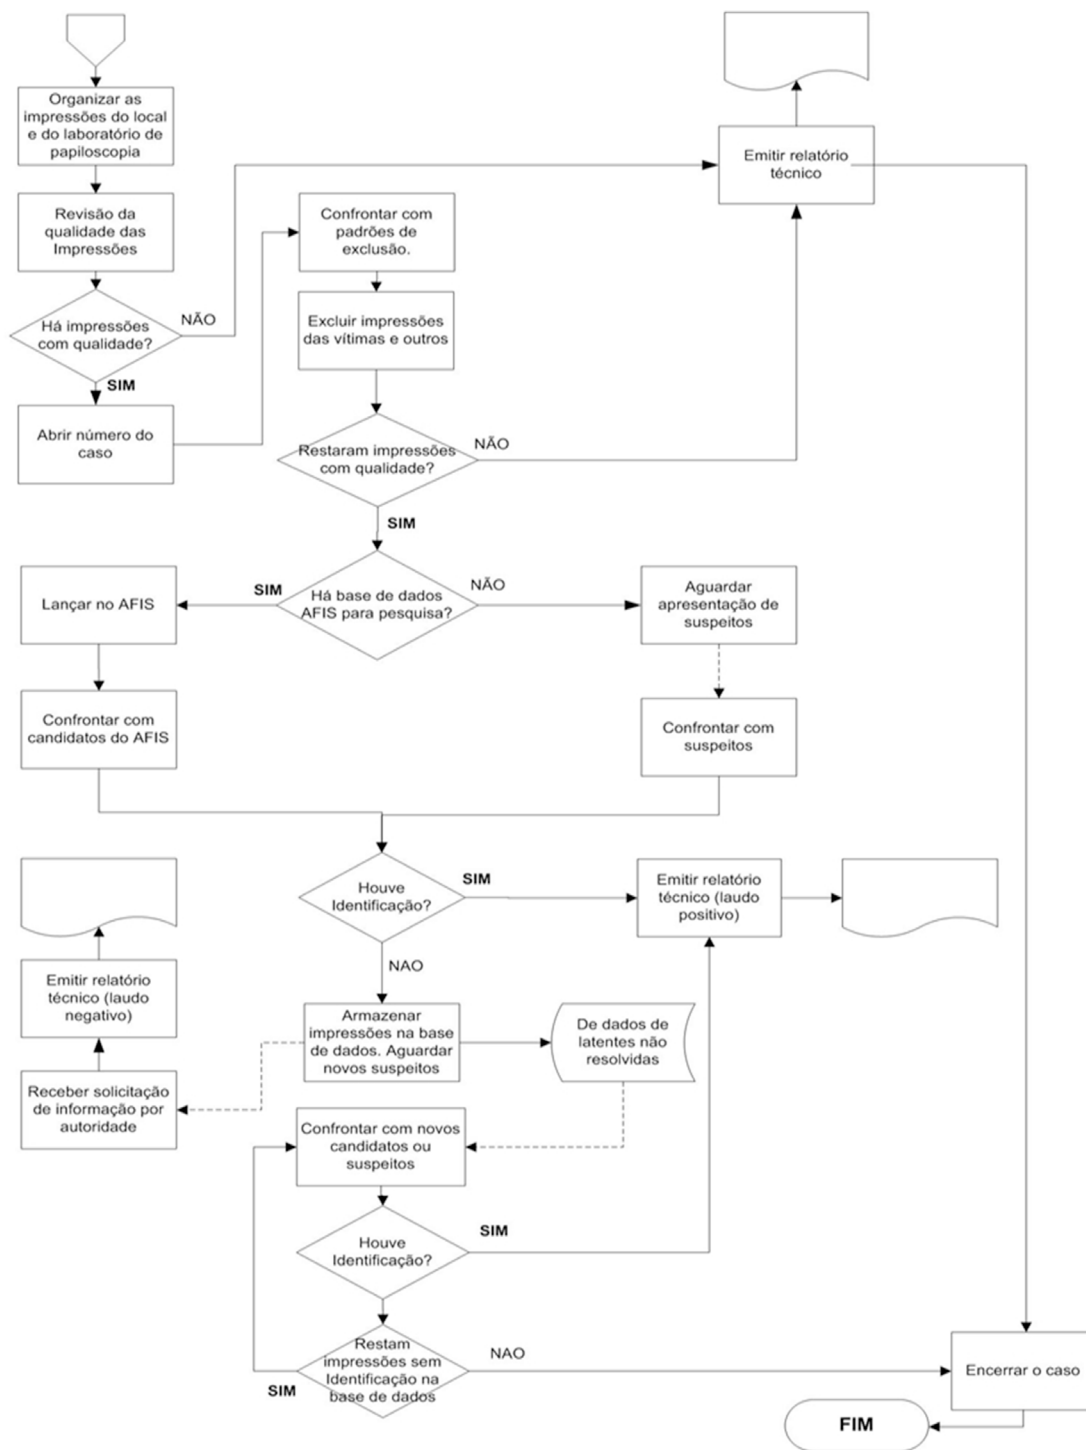 Organizar as
impressões do local
e do laboratório de
papiloscopia
Emitir relatório
técnico
Revisão da
qualidade das
Impressões
Confrontar com
padrões de
exclusão.
Há impressões
com qualidade?
NÃO
SIM
Excluir impressões
das vítimas e outros
Abrir número do
caso
Restaram impressões
com qualidade?
NÃO
SIM
Há base de dados
AFIS para pesquisa?
SIM
NÃO
Lançar no AFIS
Aguardar
apresentação de
suspeitos
Confrontar com
candidatos do AFIS
Confrontar com
suspeitos
Houve
Identificação?
SIM
NAO
Emitir relatório
técnico (laudo
positivo)
Emitir relatório
técnico (laudo
negativo)
Armazenar
impressões na base
de dados. Aguardar
novos suspeitos
De dados de
latentes não
resolvidas
Receber solicitação
de informação por
autoridade
Confrontar com novos
candidatos ou
suspeitos
Houve
Identificação?
SIM
Restam
impressões sem
Identificação na
base de dados
SIM
NAO
Encerrar o caso
FIM